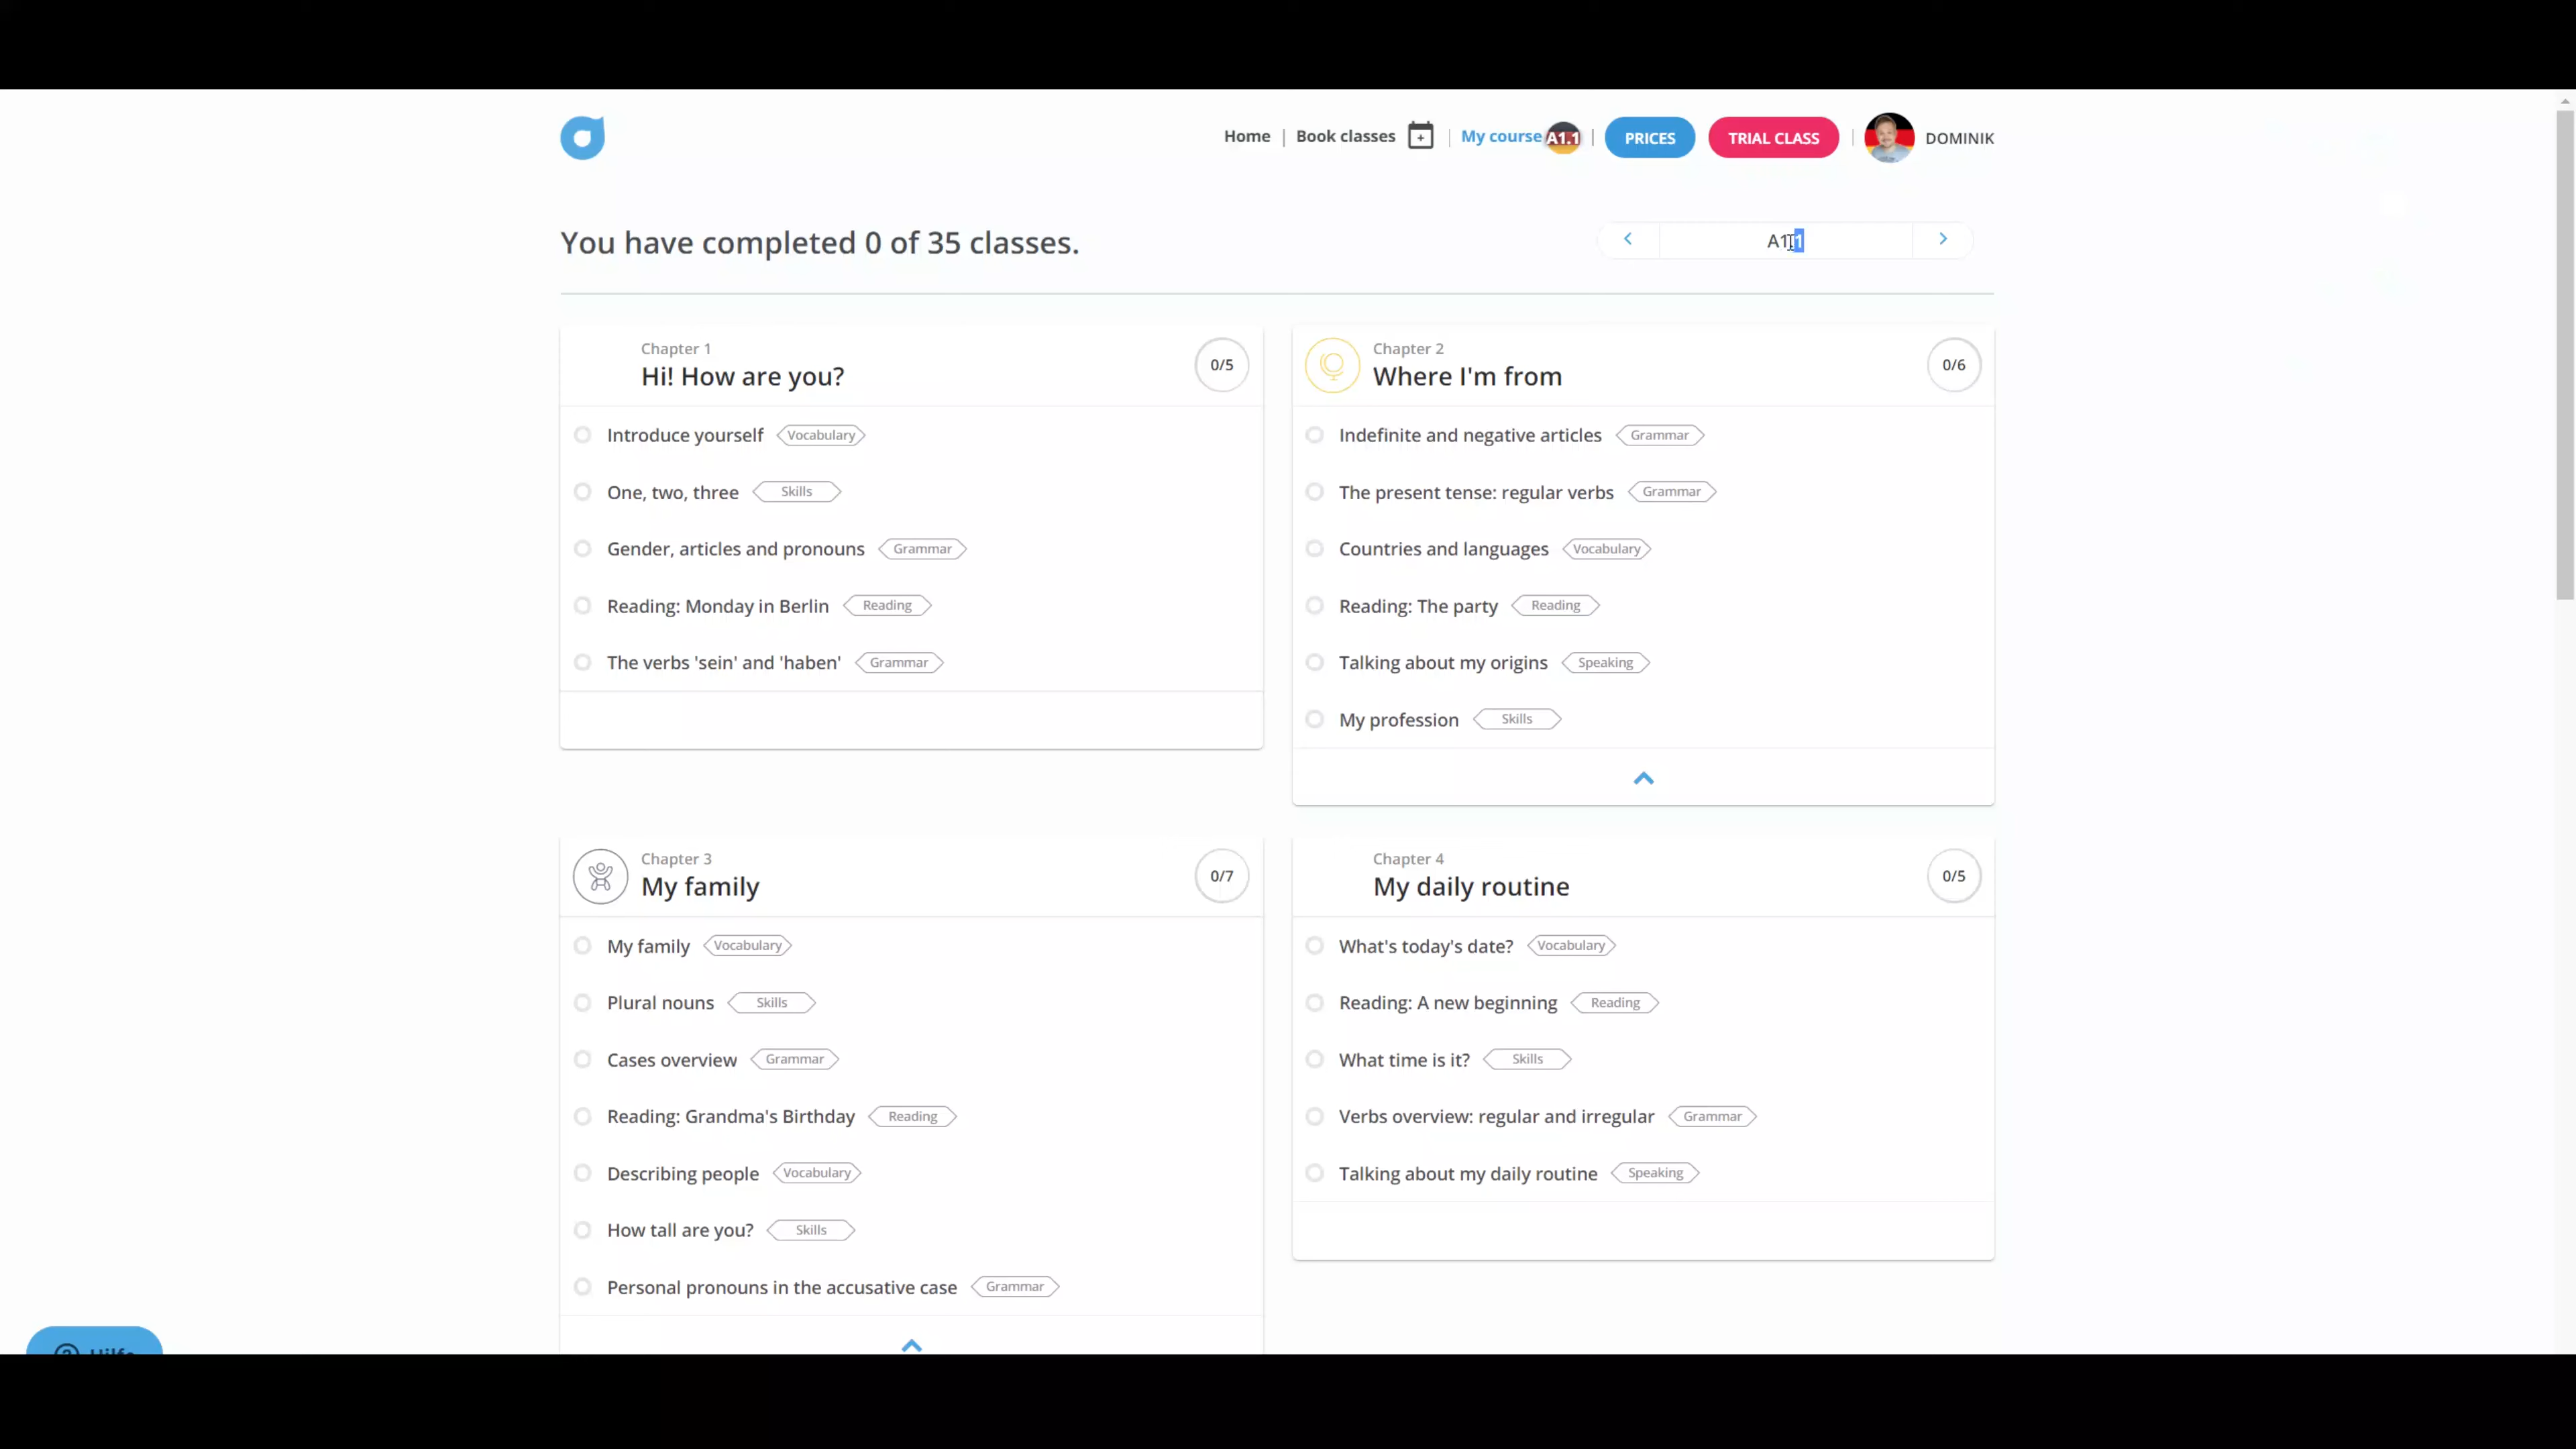 Home | Book classes | My course A1.1 | PRICES TRIAL CLASS | DOMINIK
You have completed 0 of 35 classes.
A1.1
Chapter 1
Hi! How are you?
0/5
Introduce yourself Vocabulary
One, two, three Skills
Gender, articles and pronouns Grammar
Reading: Monday in Berlin Reading
The verbs 'sein' and 'haben' Grammar
Chapter 2
Where I'm from
0/6
Indefinite and negative articles Grammar
The present tense: regular verbs Grammar
Countries and languages Vocabulary
Reading: The party Reading
Talking about my origins Speaking
My profession Skills
Chapter 3
My family
0/7
My family Vocabulary
Plural nouns Skills
Cases overview Grammar
Reading: Grandma's Birthday Reading
Describing people Vocabulary
How tall are you? Skills
Personal pronouns in the accusative case Grammar
Chapter 4
My daily routine
0/5
What's today's date? Vocabulary
Reading: A new beginning Reading
What time is it? Skills
Verbs overview: regular and irregular Grammar
Talking about my daily routine Speaking
Hilfe